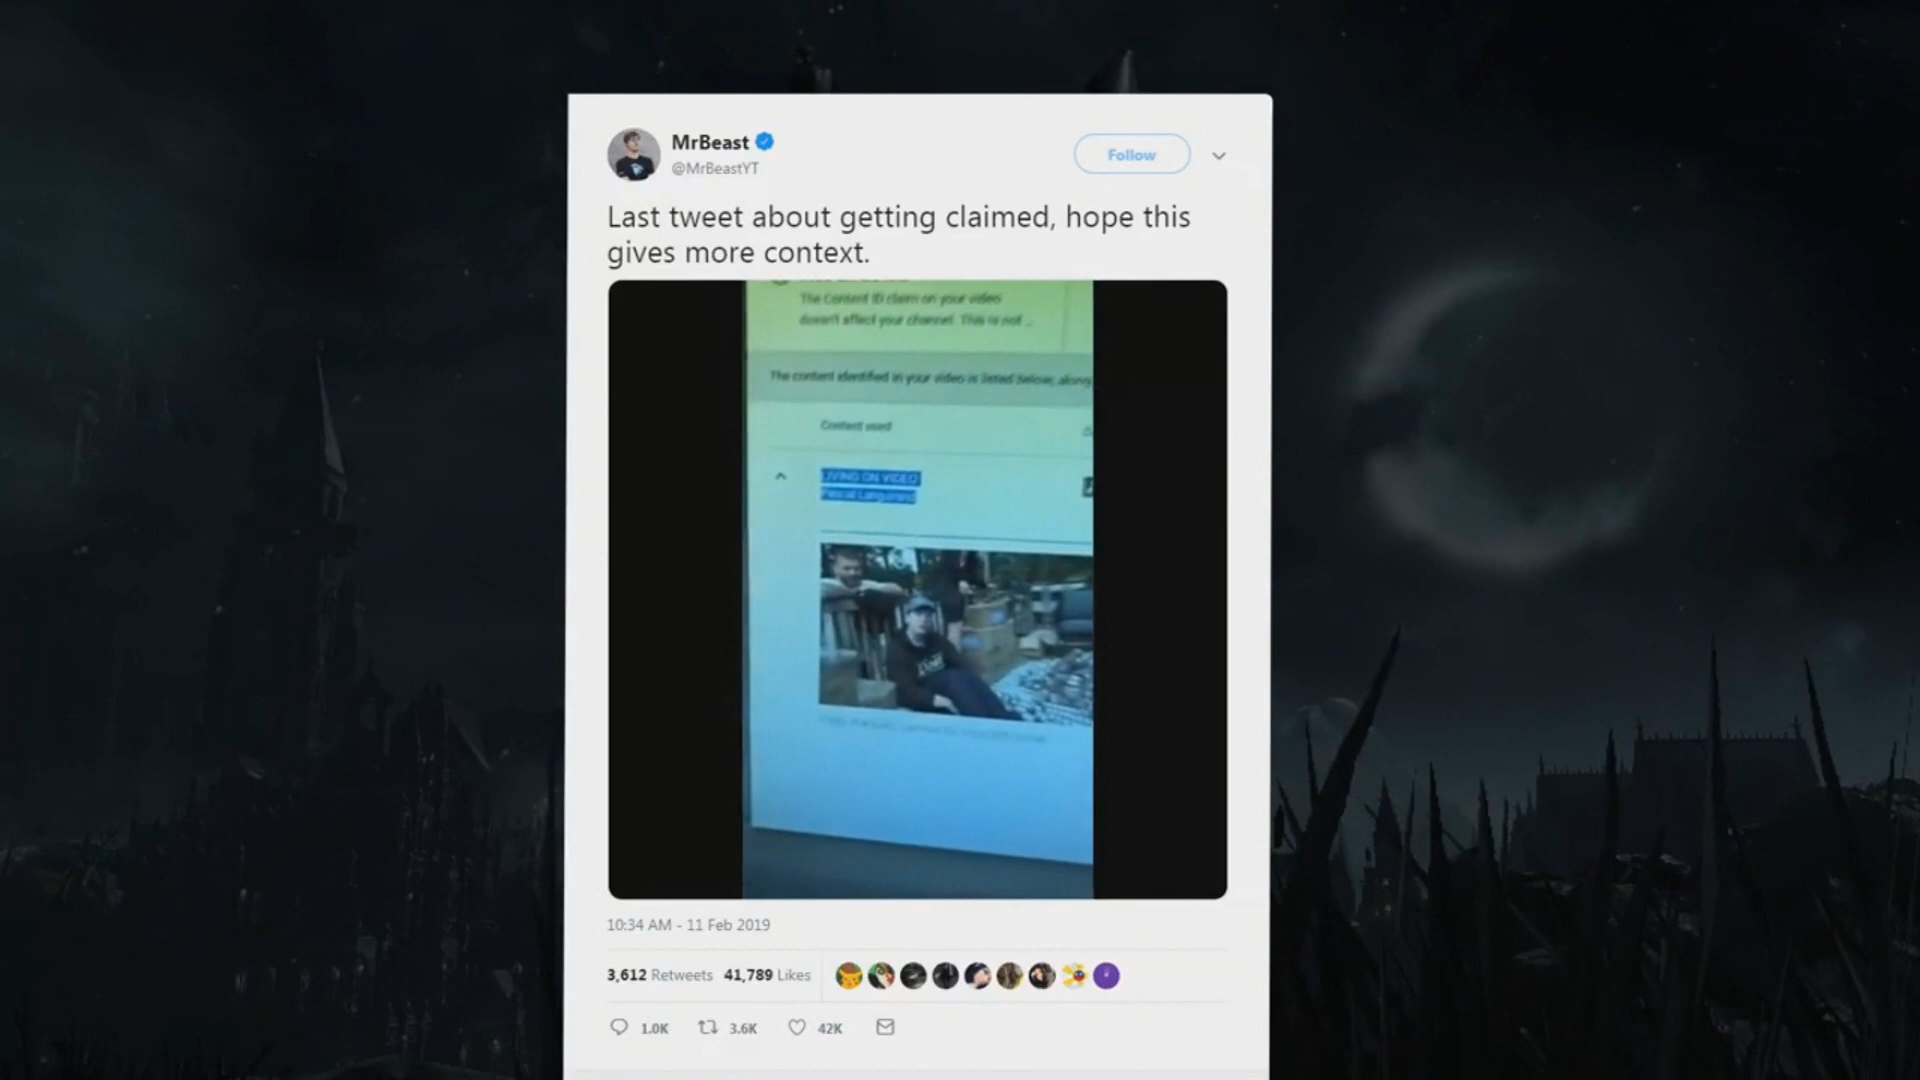 MrBeast
@MrBeastYT
Follow
Last tweet about getting claimed, hope this
gives more context.
The Content ID claim on your video
doesn't affect your channel. This is not ...
The content identified in your video is listed below, along
Content used
LIVING ON VIDEO
Pascal Languirand
10:34 AM - 11 Feb 2019
3,612 Retweets 41,789 Likes
1.0K 3.6K 42K